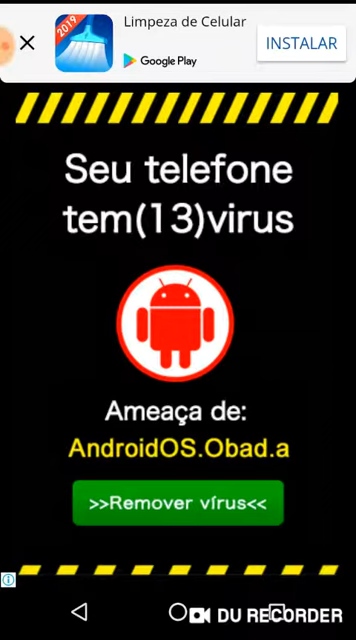 2019
Limpeza de Celular
Google Play
INSTALAR
Seu telefone
tem(13)virus
Ameaça de:
AndroidOS.Obad.a
>>Remover vírus<<
DU RECORDER